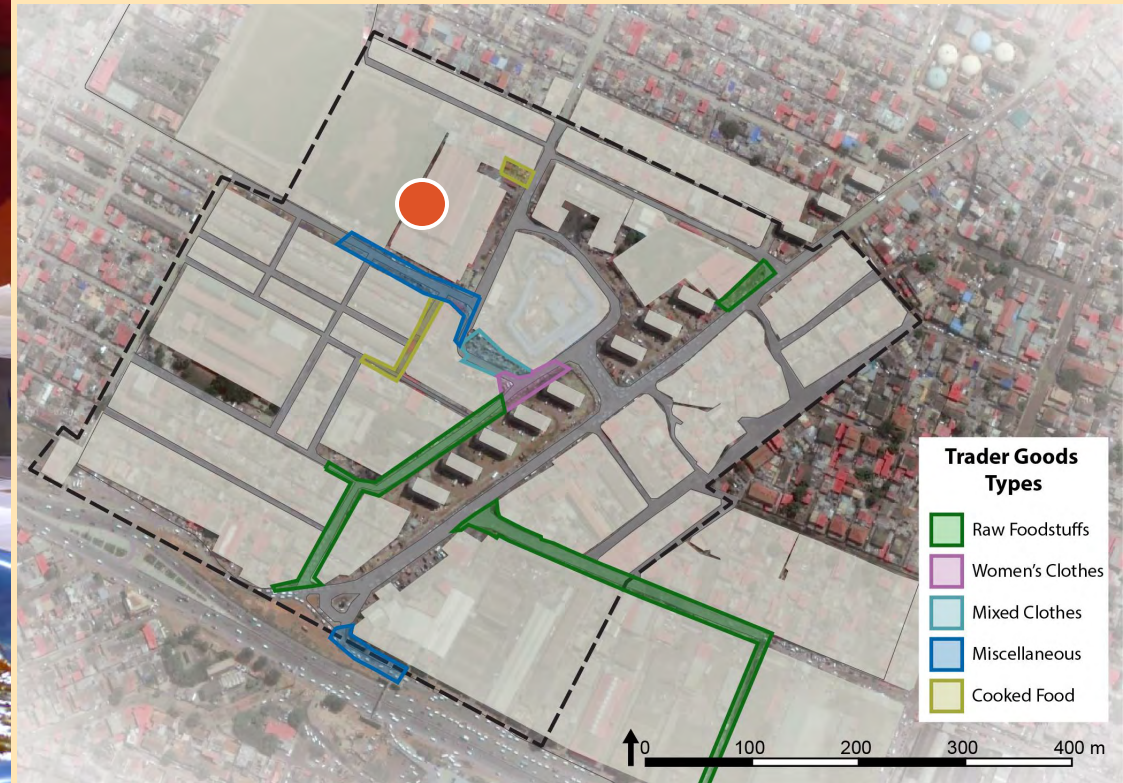 Trader Goods
Types
Raw Foodstuffs
Women's Clothes
Mixed Clothes
Miscellaneous
Cooked Food
0 100 200 300 400 m